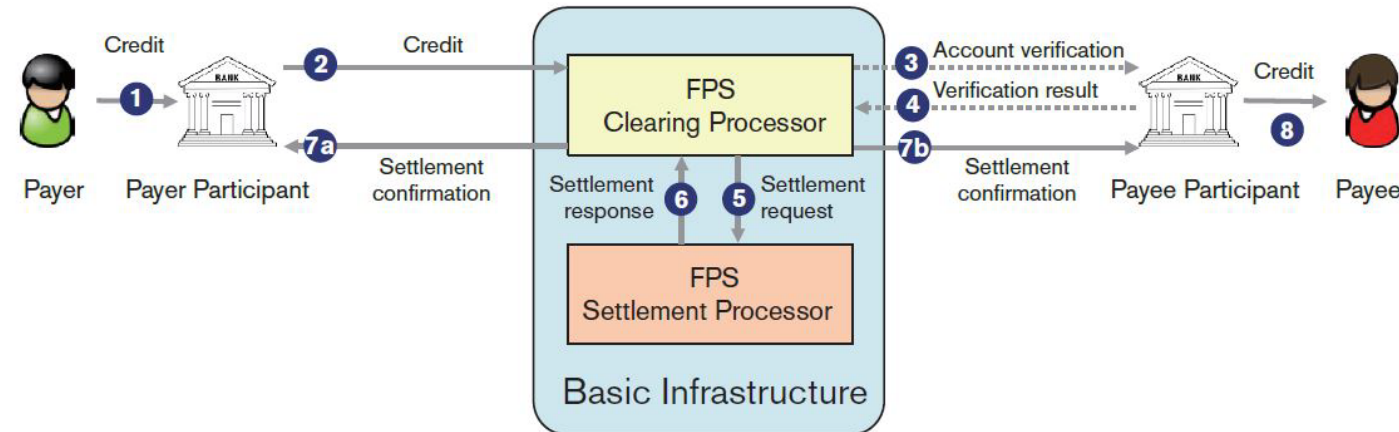 Credit
1
BANK
Payer
Payer Participant
2
Credit
7a
Settlement
confirmation
FPS
Clearing Processor
Settlement
response
6
5
Settlement
request
FPS
Settlement Processor
Basic Infrastructure
3
Account verification
4
Verification result
7b
Settlement
confirmation
BANK
Payee Participant
Credit
8
Payee